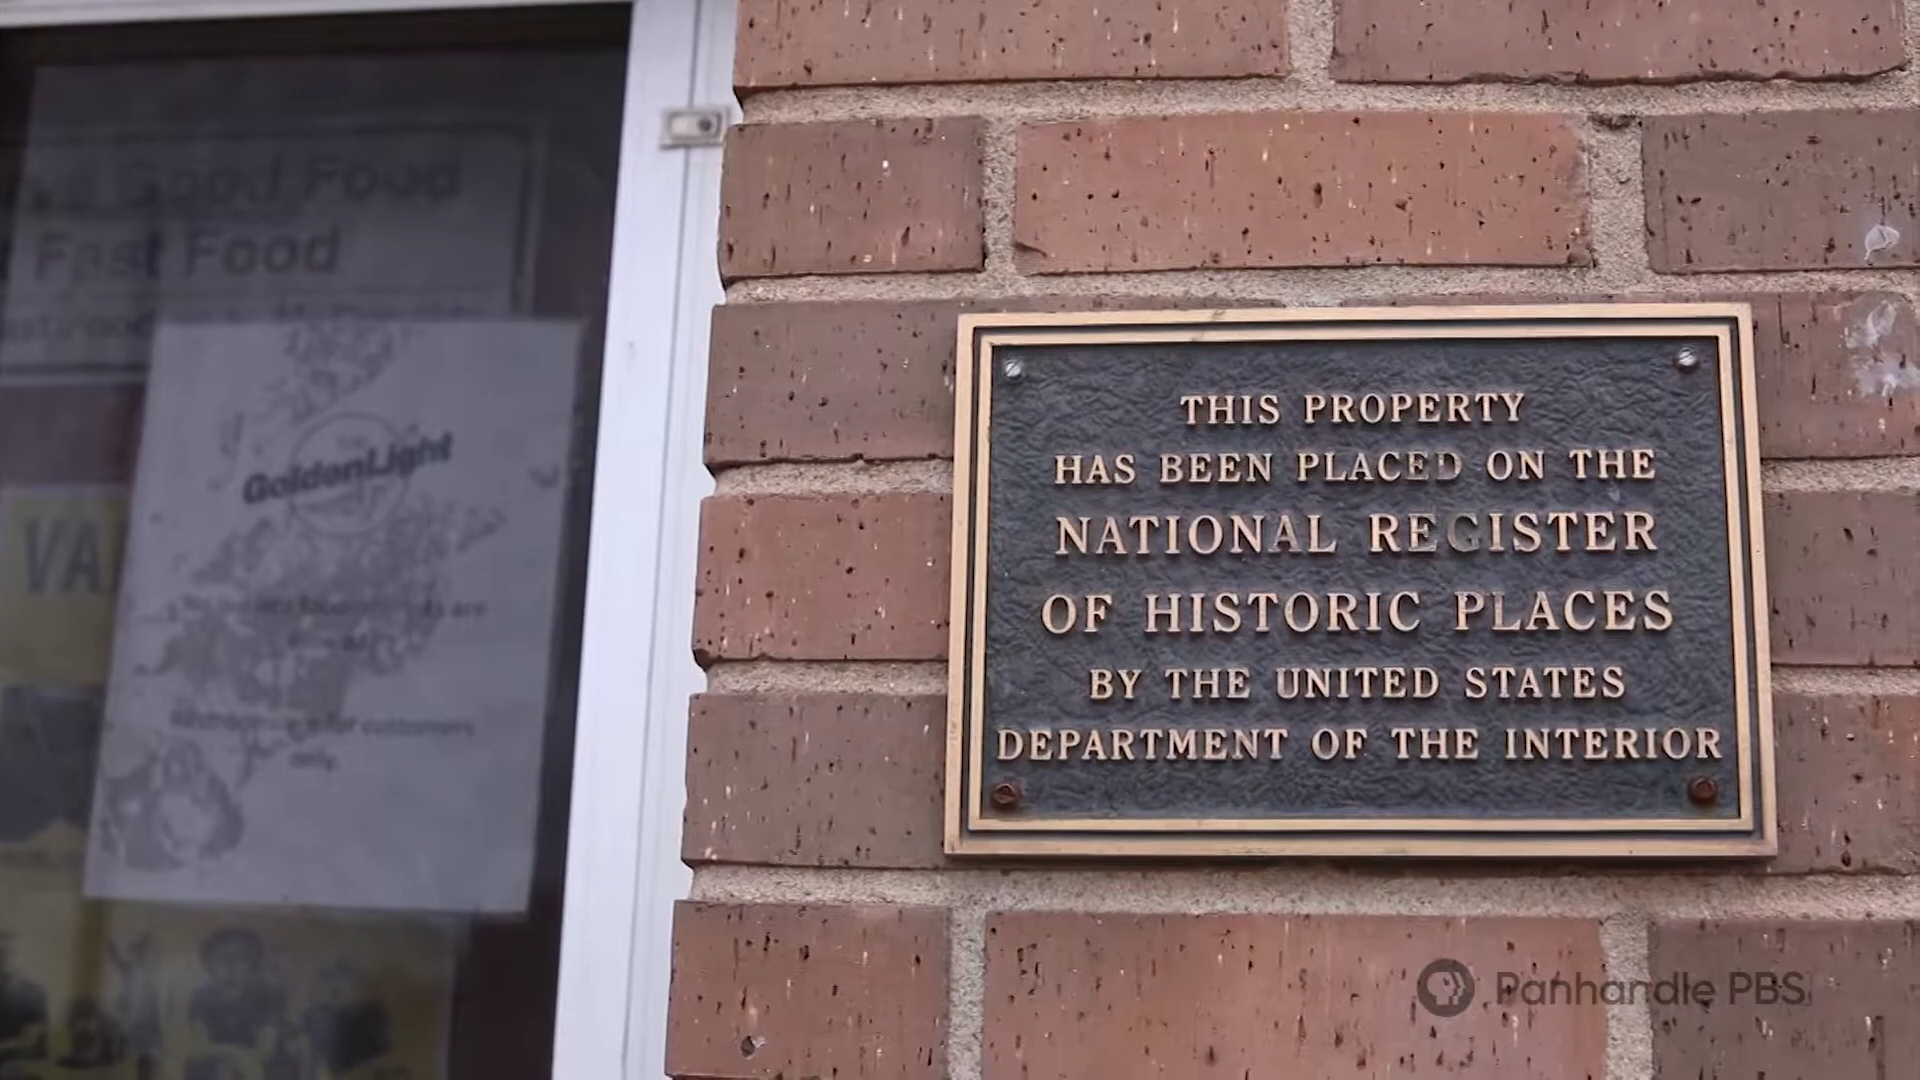 Good Food
Fast Food
GoldenLight
VA
customers
only.
THIS PROPERTY
HAS BEEN PLACED ON THE
NATIONAL REGISTER
OF HISTORIC PLACES
BY THE UNITED STATES
DEPARTMENT OF THE INTERIOR
Panhandle PBS